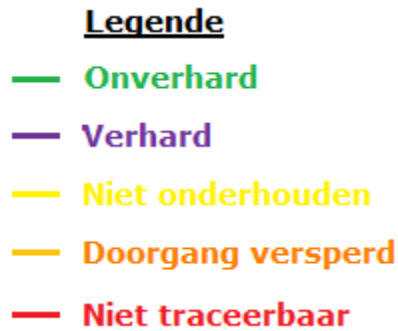 Legende
Onverhard
Verhard
Niet onderhouden
Doorgang versperd
Niet traceerbaar